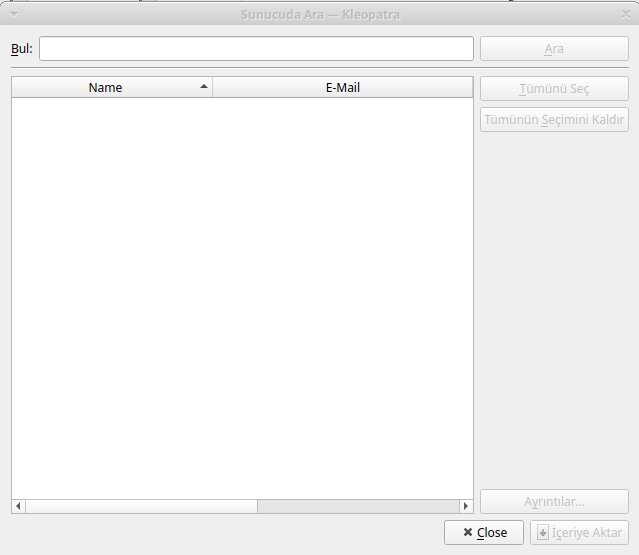 Sunucuda Ara — Kleopatra
Bul:
Ara
Name
E-Mail
Tümünü Seç
Tümünün Seçimini Kaldır
Ayrıntılar...
Close
İçeriye Aktar